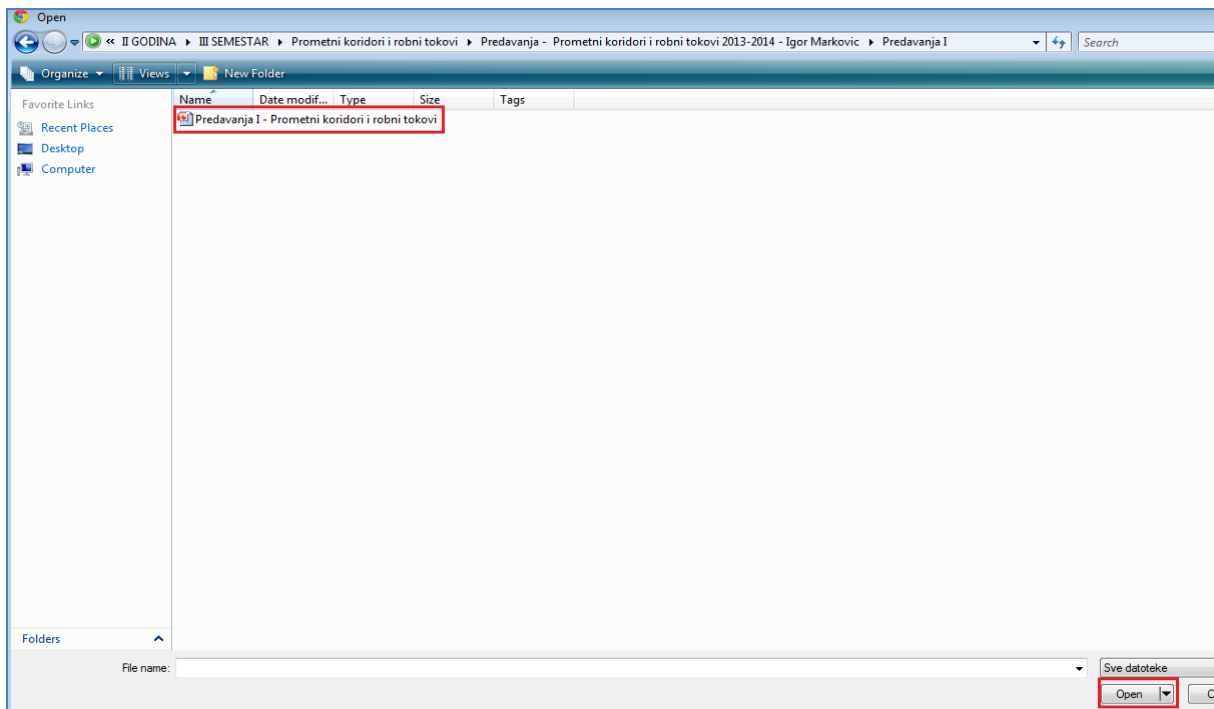 Open
« II GODINA ▸ III SEMESTAR ▸ Prometni koridori i robni tokovi ▸ Predavanja - Prometni koridori i robni tokovi 2013-2014 - Igor Markovic ▸ Predavanja I Search
Organize Views New Folder
Favorite Links Name Date modif... Type Size Tags
Predavanja I - Prometni koridori i robni tokovi
Recent Places
Desktop
Computer
Folders
File name: Sve datoteke
Open C